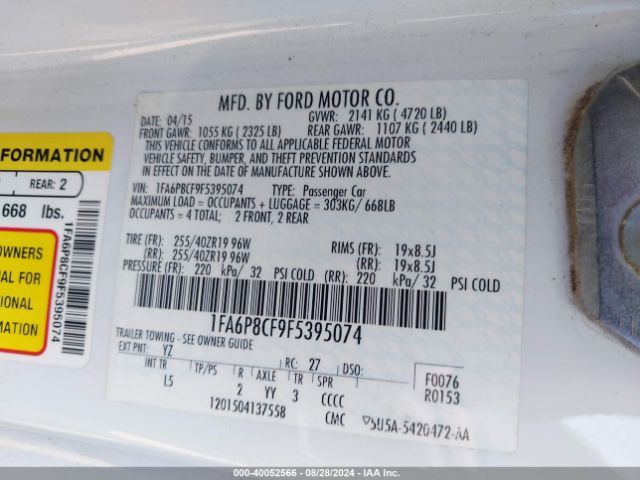 MFD. BY FORD MOTOR CO.
DATE: 04/15 GVWR: 2141 KG ( 4720 LB)
FRONT GAWR: 1055 KG ( 2325 LB) REAR GAWR: 1107 KG ( 2440 LB)
THIS VEHICLE CONFORMS TO ALL APPLICABLE FEDERAL MOTOR
VEHICLE SAFETY, BUMPER, AND THEFT PREVENTION STANDARDS
IN EFFECT ON THE DATE OF MANUFACTURE SHOWN ABOVE.
VIN: 1FA6P8CF9F5395074 TYPE: Passenger Car
MAXIMUM LOAD = OCCUPANTS + LUGGAGE = 303KG/ 668LB
OCCUPANTS = 4 TOTAL; 2 FRONT, 2 REAR
TIRE (FR): 255/40ZR19 96W RIMS (FR): 19x8.5J
(RR): 255/40ZR19 96W (RR): 19x8.5J
PRESSURE (FR): 220 kPa/ 32 PSI COLD (RR): 220 kPa/ 32 PSI COLD
1FA6P8CF9F5395074
TRAILER TOWING - SEE OWNER GUIDE
EXT PNT: YZ RC: 27 DSO:
INT TR TP/PS R AXLE TR SPR
L5 2 YY 3 CCCC
F0076
R0153
1201504137558 CMC 5U5A-5420472-AA
FORMATION
REAR: 2
668 lbs.
OWNERS
UAL FOR
TIONAL
MATION
1FA6P8CF9F5395074
000-40052566 - 08/28/2024 - IAA Inc.